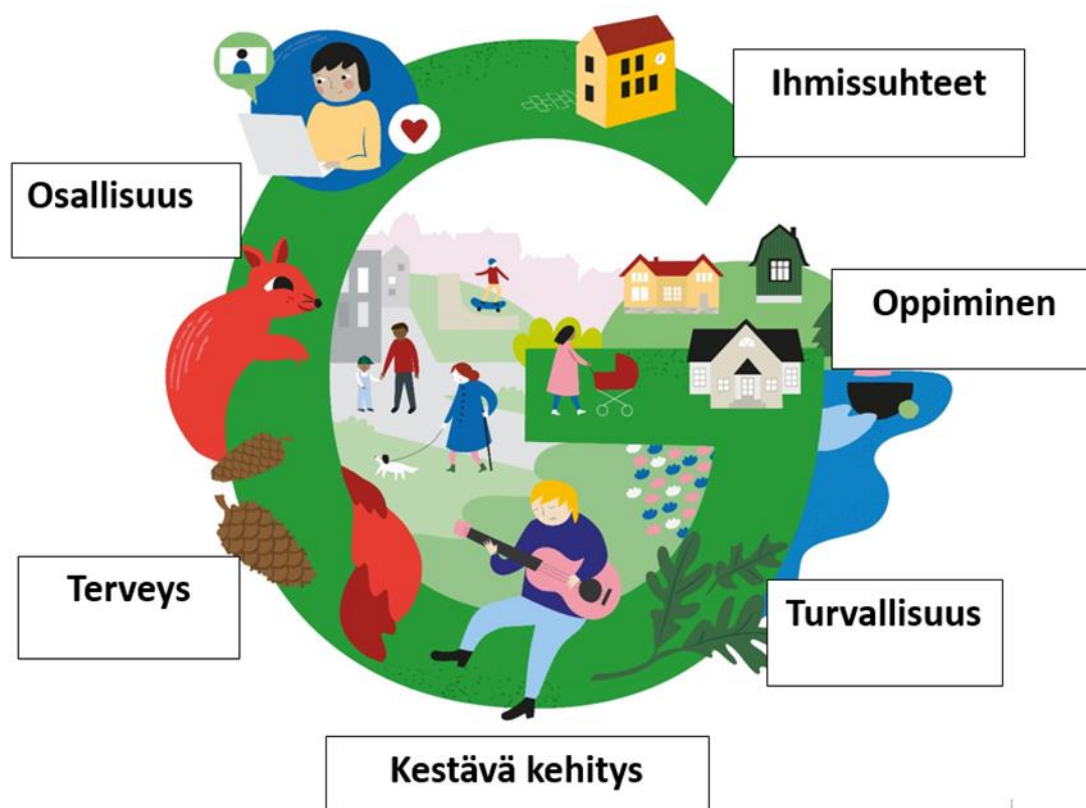 Ihmissuhteet
Osallisuus
Oppiminen
Terveys
Turvallisuus
Kestävä kehitys